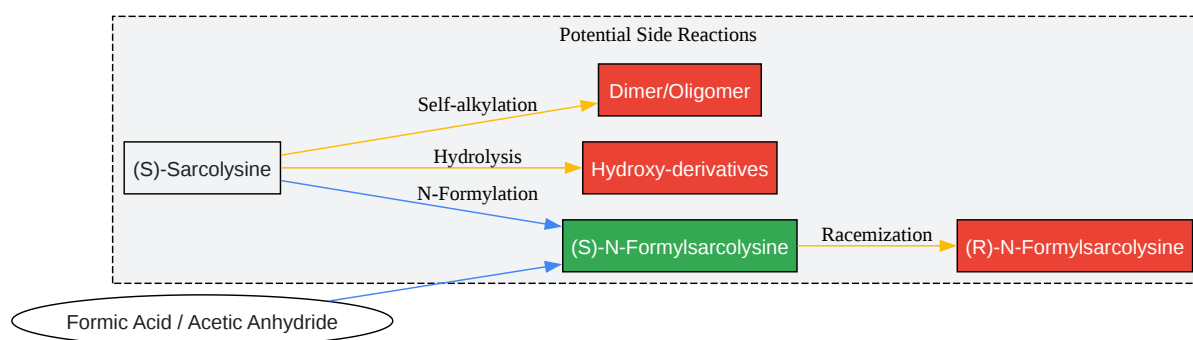 Potential Side Reactions
Dimer/Oligomer
Self-alkylation
(S)-Sarcolysine
Hydrolysis
Hydroxy-derivatives
N-Formylation
(S)-N-Formylsarcolysine
Racemization
(R)-N-Formylsarcolysine
Formic Acid / Acetic Anhydride